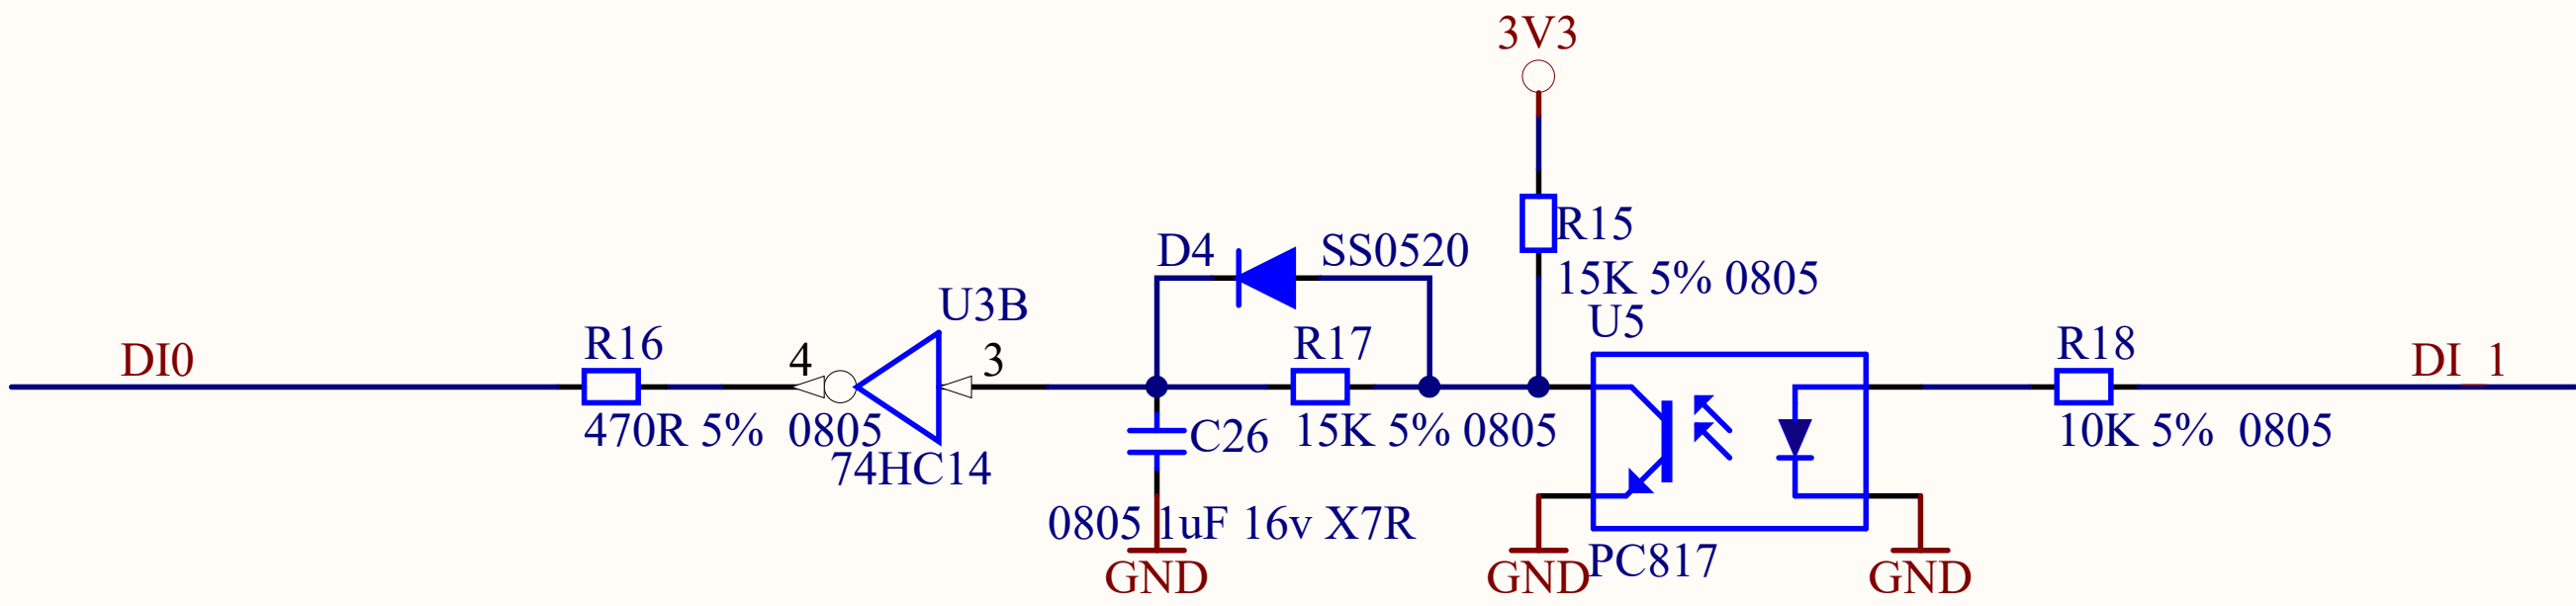 3V3
R15
15K 5% 0805
D4
SS0520
U3B
U5
DI0
R16
4
3
R17
R18
DI_1
470R 5% 0805
74HC14
C26
15K 5% 0805
10K 5% 0805
0805 1uF 16v X7R
PC817
GND
GND
GND